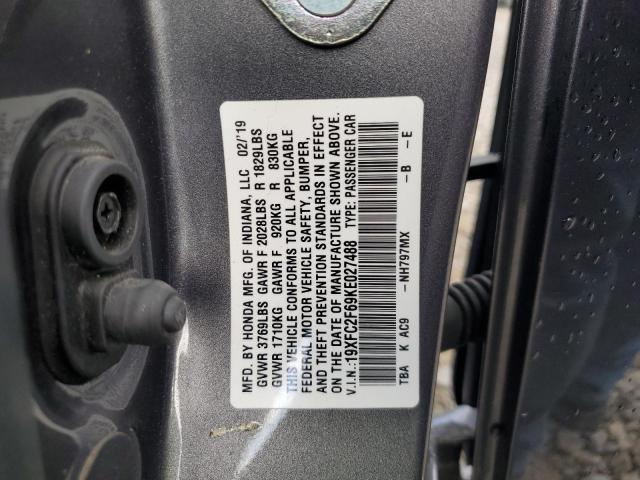 MFD. BY HONDA MFG. OF INDIANA, LLC 02/'19
GVWR 3769LBS GAWR F 2028LBS R 1829LBS
GVWR 1710KG GAWR F 920KG R 830KG
THIS VEHICLE CONFORMS TO ALL APPLICABLE
FEDERAL MOTOR VEHICLE SAFETY, BUMPER,
AND THEFT PREVENTION STANDARDS IN EFFECT
ON THE DATE OF MANUFACTURE SHOWN ABOVE.
V.I.N.:19XFC2F69KE027488 TYPE: PASSENGER CAR
NH797MX - B - E
TBA K AC9